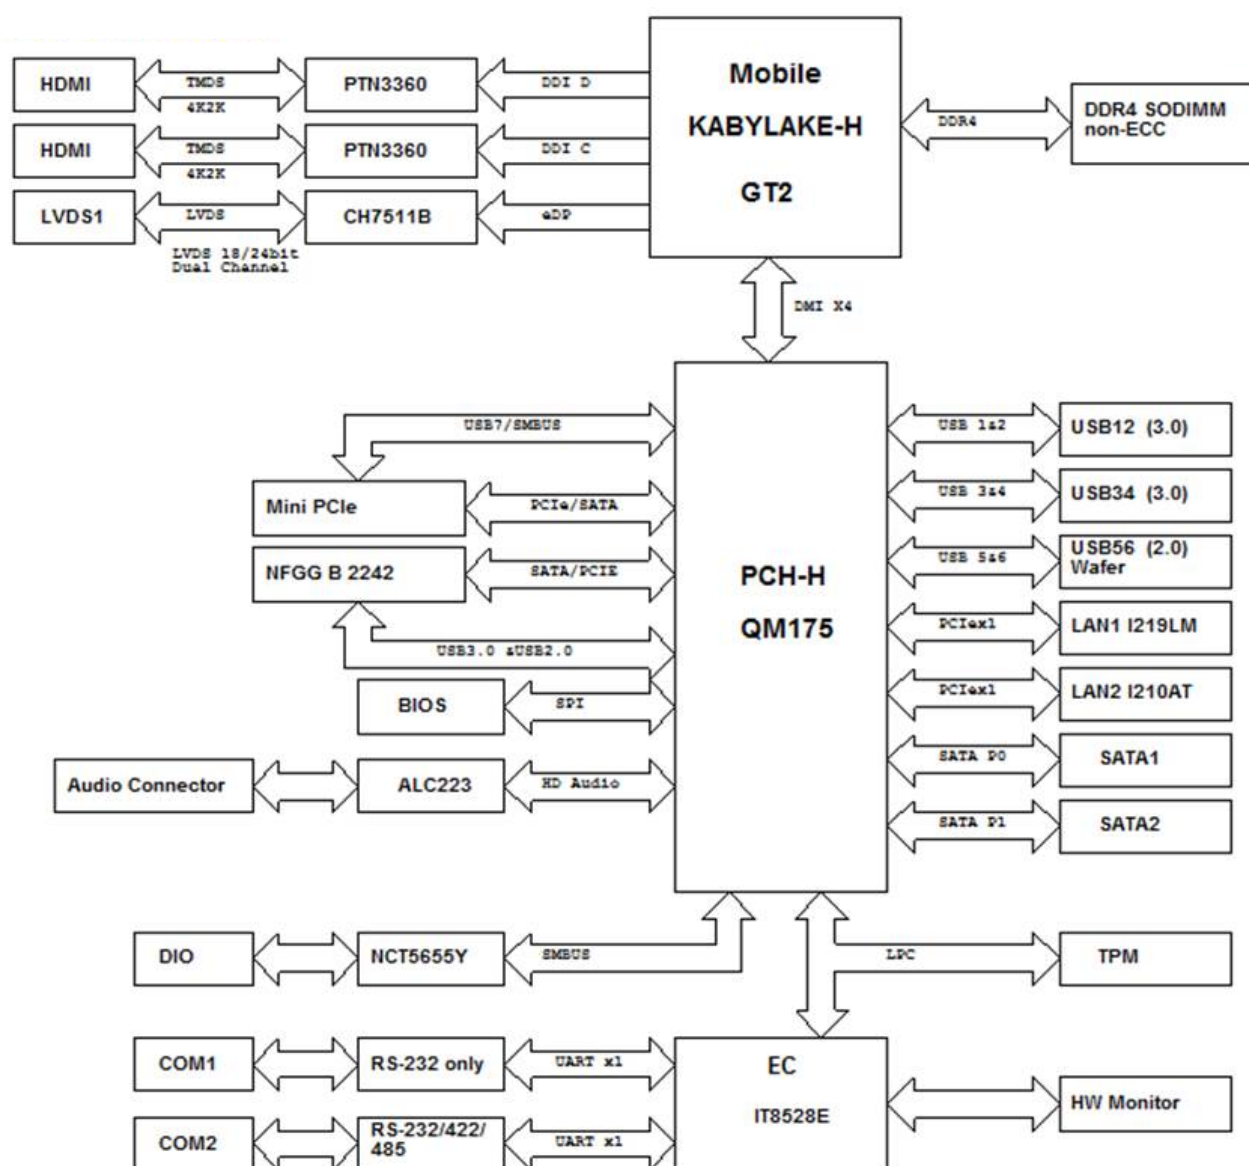 HDMI
TMDS
4K2K
PTN3360
DDI D
Mobile
KABYLAKE-H
GT2
DDR4
DDR4 SODIMM
non-ECC
HDMI
TMDS
4K2K
PTN3360
DDI C
LVDS1
LVDS
LVDS 18/24bit
Dual Channel
CH7511B
eDP
DMI X4
USB7/SMBUS
Mini PCIe
PCIe/SATA
NFGG B 2242
SATA/PCIE
USB3.0 &USB2.0
BIOS
SPI
Audio Connector
ALC223
HD Audio
PCH-H
QM175
USB 1&2
USB12 (3.0)
USB 3&4
USB34 (3.0)
USB 5&6
USB56 (2.0)
Wafer
PCIex1
LAN1 I219LM
PCIex1
LAN2 I210AT
SATA P0
SATA1
SATA P1
SATA2
DIO
NCT5655Y
SMBUS
LPC
TPM
COM1
RS-232 only
UART x1
EC
IT8528E
HW Monitor
COM2
RS-232/422/
485
UART x1